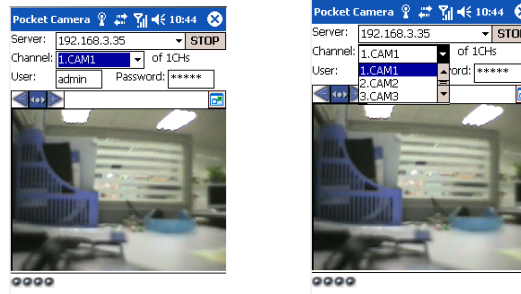 Pocket Camera 10:44
Server: 192.168.3.35 STOP
Channel: 1.CAM1 of 1CHs
User: admin Password: *****
Pocket Camera 10:44
Server: 192.168.3.35 STO
Channel: 1.CAM1 of 1CHs
User: 1.CAM1 ord: *****
2.CAM2
3.CAM3